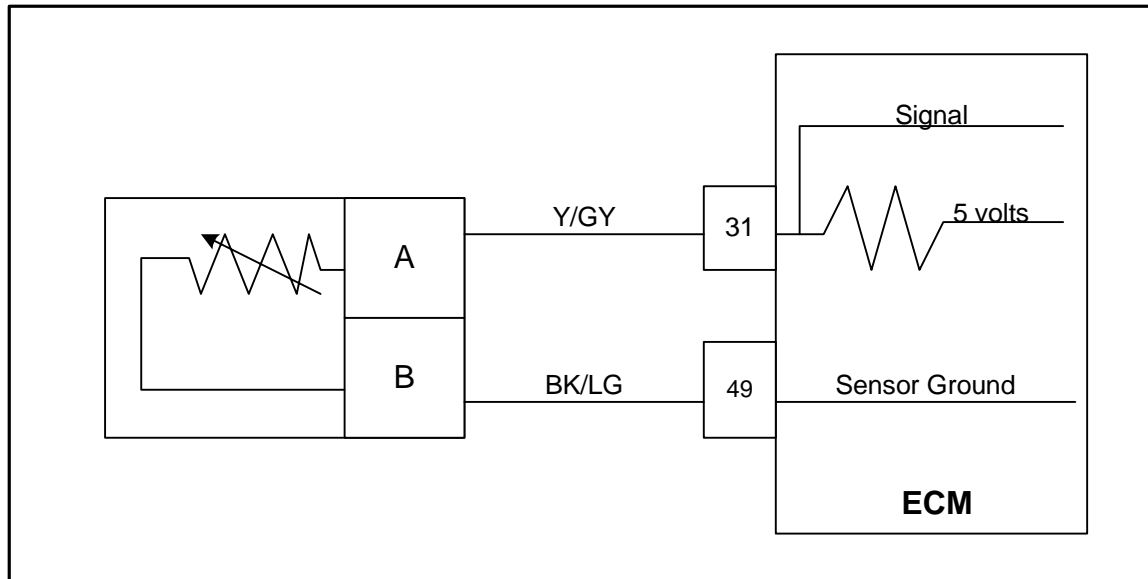 Signal
Y/GY
31
5 volts
A
B
BK/LG
49
Sensor Ground
ECM